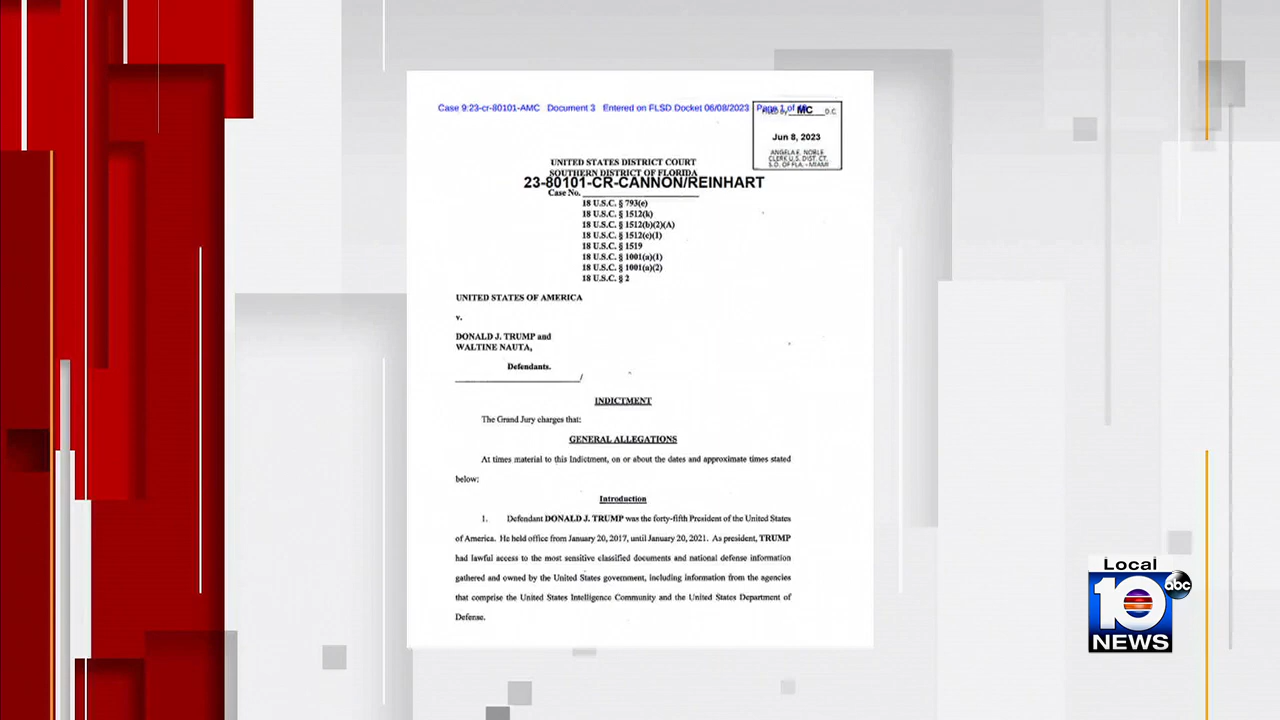 Case 9:23-cr-80101-AMC Document 3 Entered on FLSD Docket 06/08/2023 Page 1 of
FILED by MC D.C.
Jun 8, 2023
ANGELA E. NOBLE
CLERK U.S. DIST. CT.
S.D. OF FLA. - MIAMI
UNITED STATES DISTRICT COURT
SOUTHERN DISTRICT OF FLORIDA
23-80101-CR-CANNON/REINHART
Case No.
18 U.S.C. § 793(e)
18 U.S.C. § 1512(k)
18 U.S.C. § 1512(b)(2)(A)
18 U.S.C. § 1512(c)(1)
18 U.S.C. § 1519
18 U.S.C. § 1001(a)(1)
18 U.S.C. § 1001(a)(2)
18 U.S.C. § 2
UNITED STATES OF AMERICA
v.
DONALD J. TRUMP and
WALTINE NAUTA,
Defendants.
/
INDICTMENT
The Grand Jury charges that:
GENERAL ALLEGATIONS
At times material to this Indictment, on or about the dates and approximate times stated
below:
Introduction
1. Defendant DONALD J. TRUMP was the forty-fifth President of the United States
of America. He held office from January 20, 2017, until January 20, 2021. As president, TRUMP
had lawful access to the most sensitive classified documents and national defense information
gathered and owned by the United States government, including information from the agencies
that comprise the United States Intelligence Community and the United States Department of
Defense.
Local
10
abc
NEWS